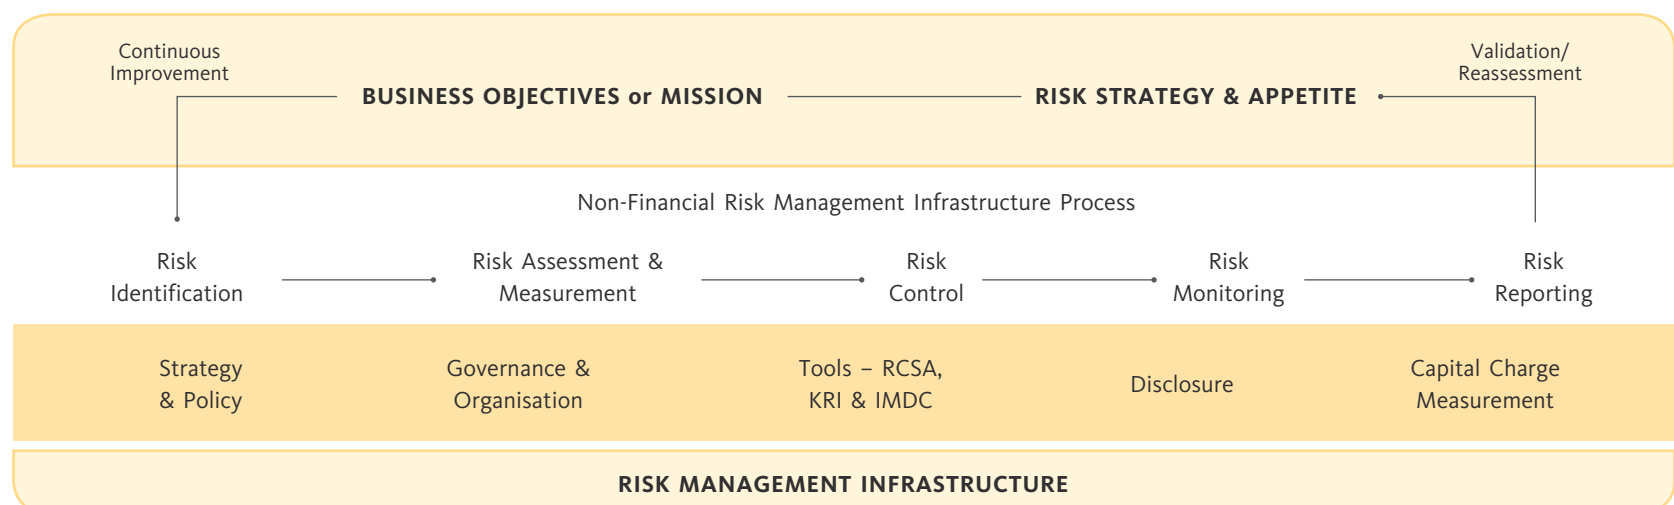 Continuous
Improvement
Validation/
Reassessment
BUSINESS OBJECTIVES or MISSION
RISK STRATEGY & APPETITE
Non-Financial Risk Management Infrastructure Process
Risk
Identification
Risk Assessment &
Measurement
Risk
Control
Risk
Monitoring
Risk
Reporting
Strategy
& Policy
Governance &
Organisation
Tools – RCSA,
KRI & IMDC
Disclosure
Capital Charge
Measurement
RISK MANAGEMENT INFRASTRUCTURE